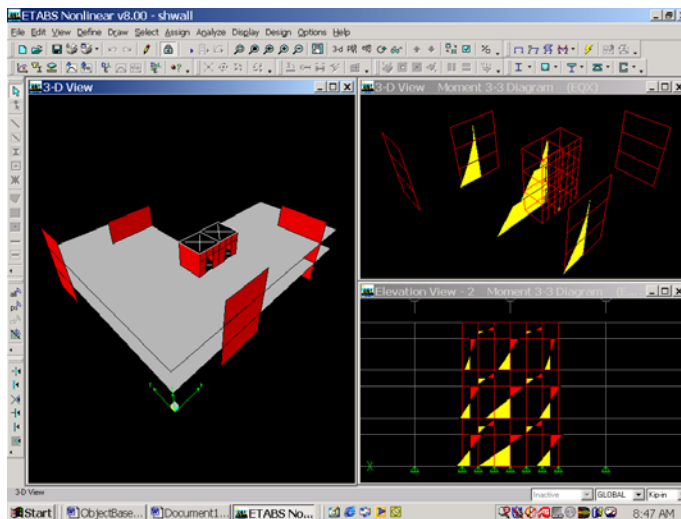 ETABS Nonlinear v8.00 - shwall
File Edit View Define Draw Select Assign Analyze Display Design Options Help
3-d
3-D View
3-D View Moment 3-3 Diagram (EQX)
Elevation View - 2 Moment 3-3 Diagram
X
3-D View
Inactive GLOBAL Kip-in
Start ObjectBase... Document1... ETABS No... 8:47 AM